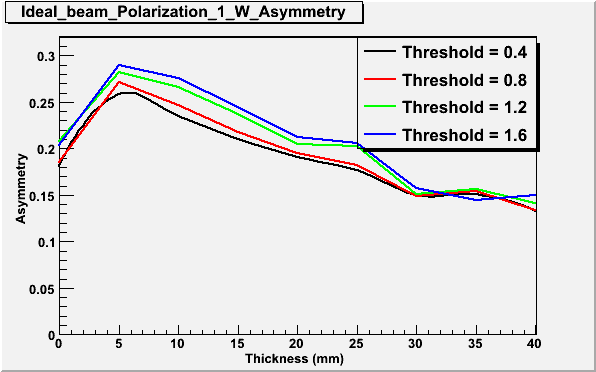 Ideal_beam_Polarization_1_W_Asymmetry
Threshold = 0.4
Threshold = 0.8
Threshold = 1.2
Threshold = 1.6
Asymmetry
0.3
0.25
0.2
0.15
0.1
0.05
0
0 5 10 15 20 25 30 35 40
Thickness (mm)